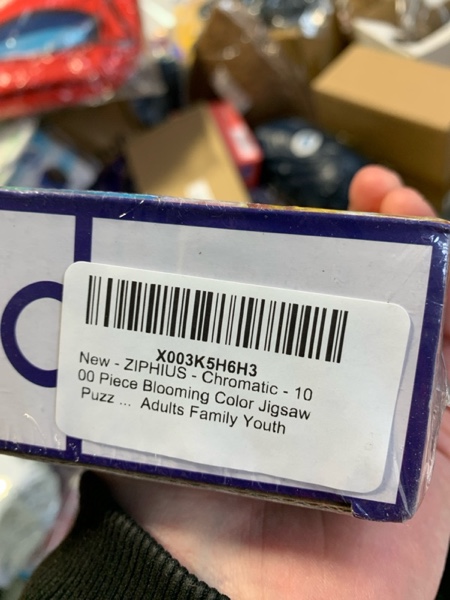 X003K5H6H3
New - ZIPHIUS - Chromatic - 10
00 Piece Blooming Color Jigsaw
Puzz ... Adults Family Youth